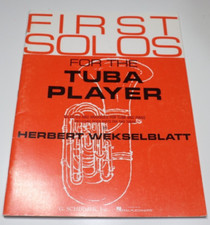 FIRST
SOLOS
FOR THE
TUBA
PLAYER
HERBERT WEKSELBLATT